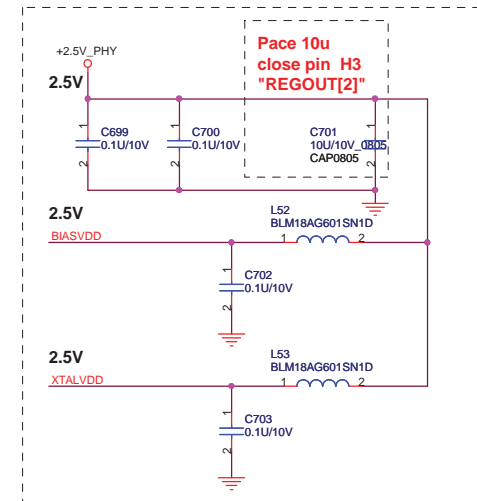 +2.5V_PHY
2.5V
Pace 10u
close pin H3
"REGOUT[2]"
1
C699
0.1U/10V
2
1
C700
0.1U/10V
2
1
C701
10U/10V_0805
CAP0805
2
2.5V
BIASVDD
L52
BLM18AG601SN1D
1 2
1
C702
0.1U/10V
2
2.5V
XTALVDD
L53
BLM18AG601SN1D
1 2
1
C703
0.1U/10V
2